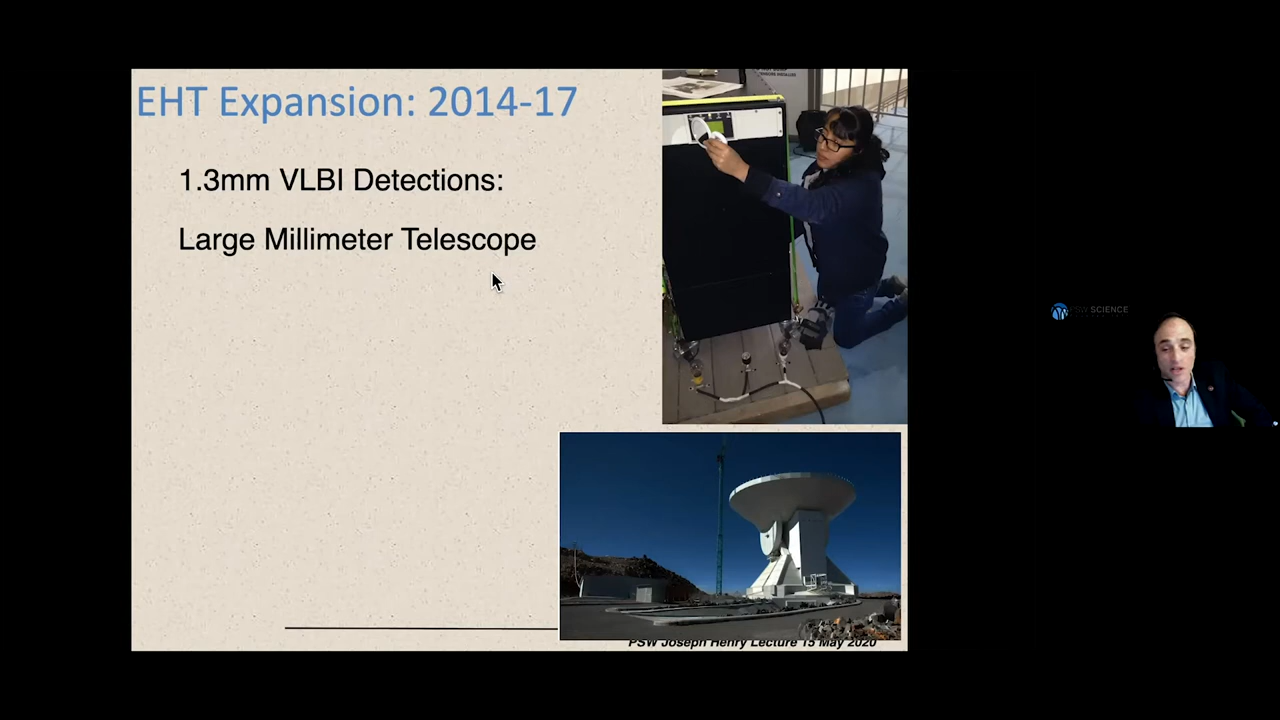 EHT Expansion: 2014-17
1.3mm VLBI Detections:
Large Millimeter Telescope
PSW Joseph Henry Lecture 15 May 2020
SCIENCE